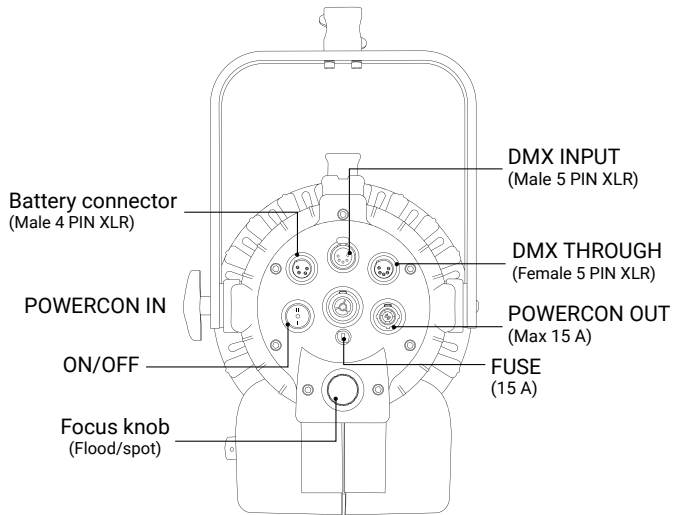 DMX INPUT
(Male 5 PIN XLR)
Battery connector
(Male 4 PIN XLR)
DMX THROUGH
(Female 5 PIN XLR)
POWERCON IN
POWERCON OUT
(Max 15 A)
ON/OFF
FUSE
(15 A)
Focus knob
(Flood/spot)
II
I